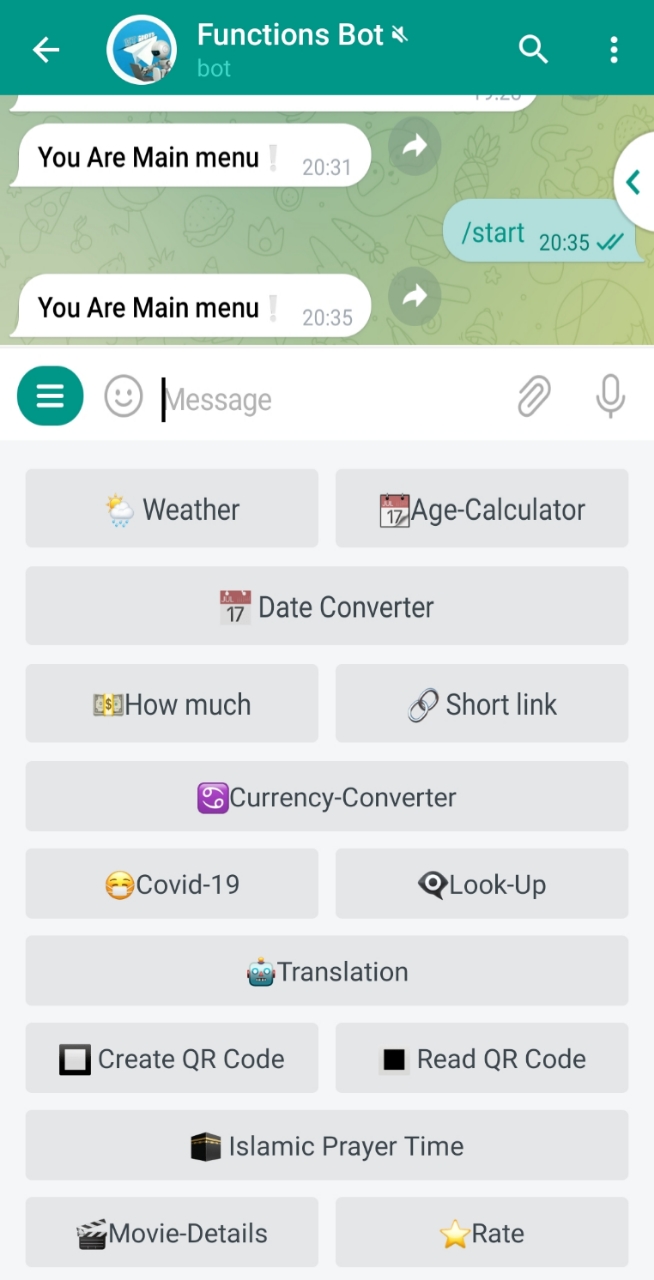 Functions Bot
bot
You Are Main menu❕ 20:31
/start 20:35
You Are Main menu❕ 20:35
Message
Weather
Age-Calculator
Date Converter
How much
Short link
Currency-Converter
Covid-19
Look-Up
Translation
Create QR Code
Read QR Code
Islamic Prayer Time
Movie-Details
Rate